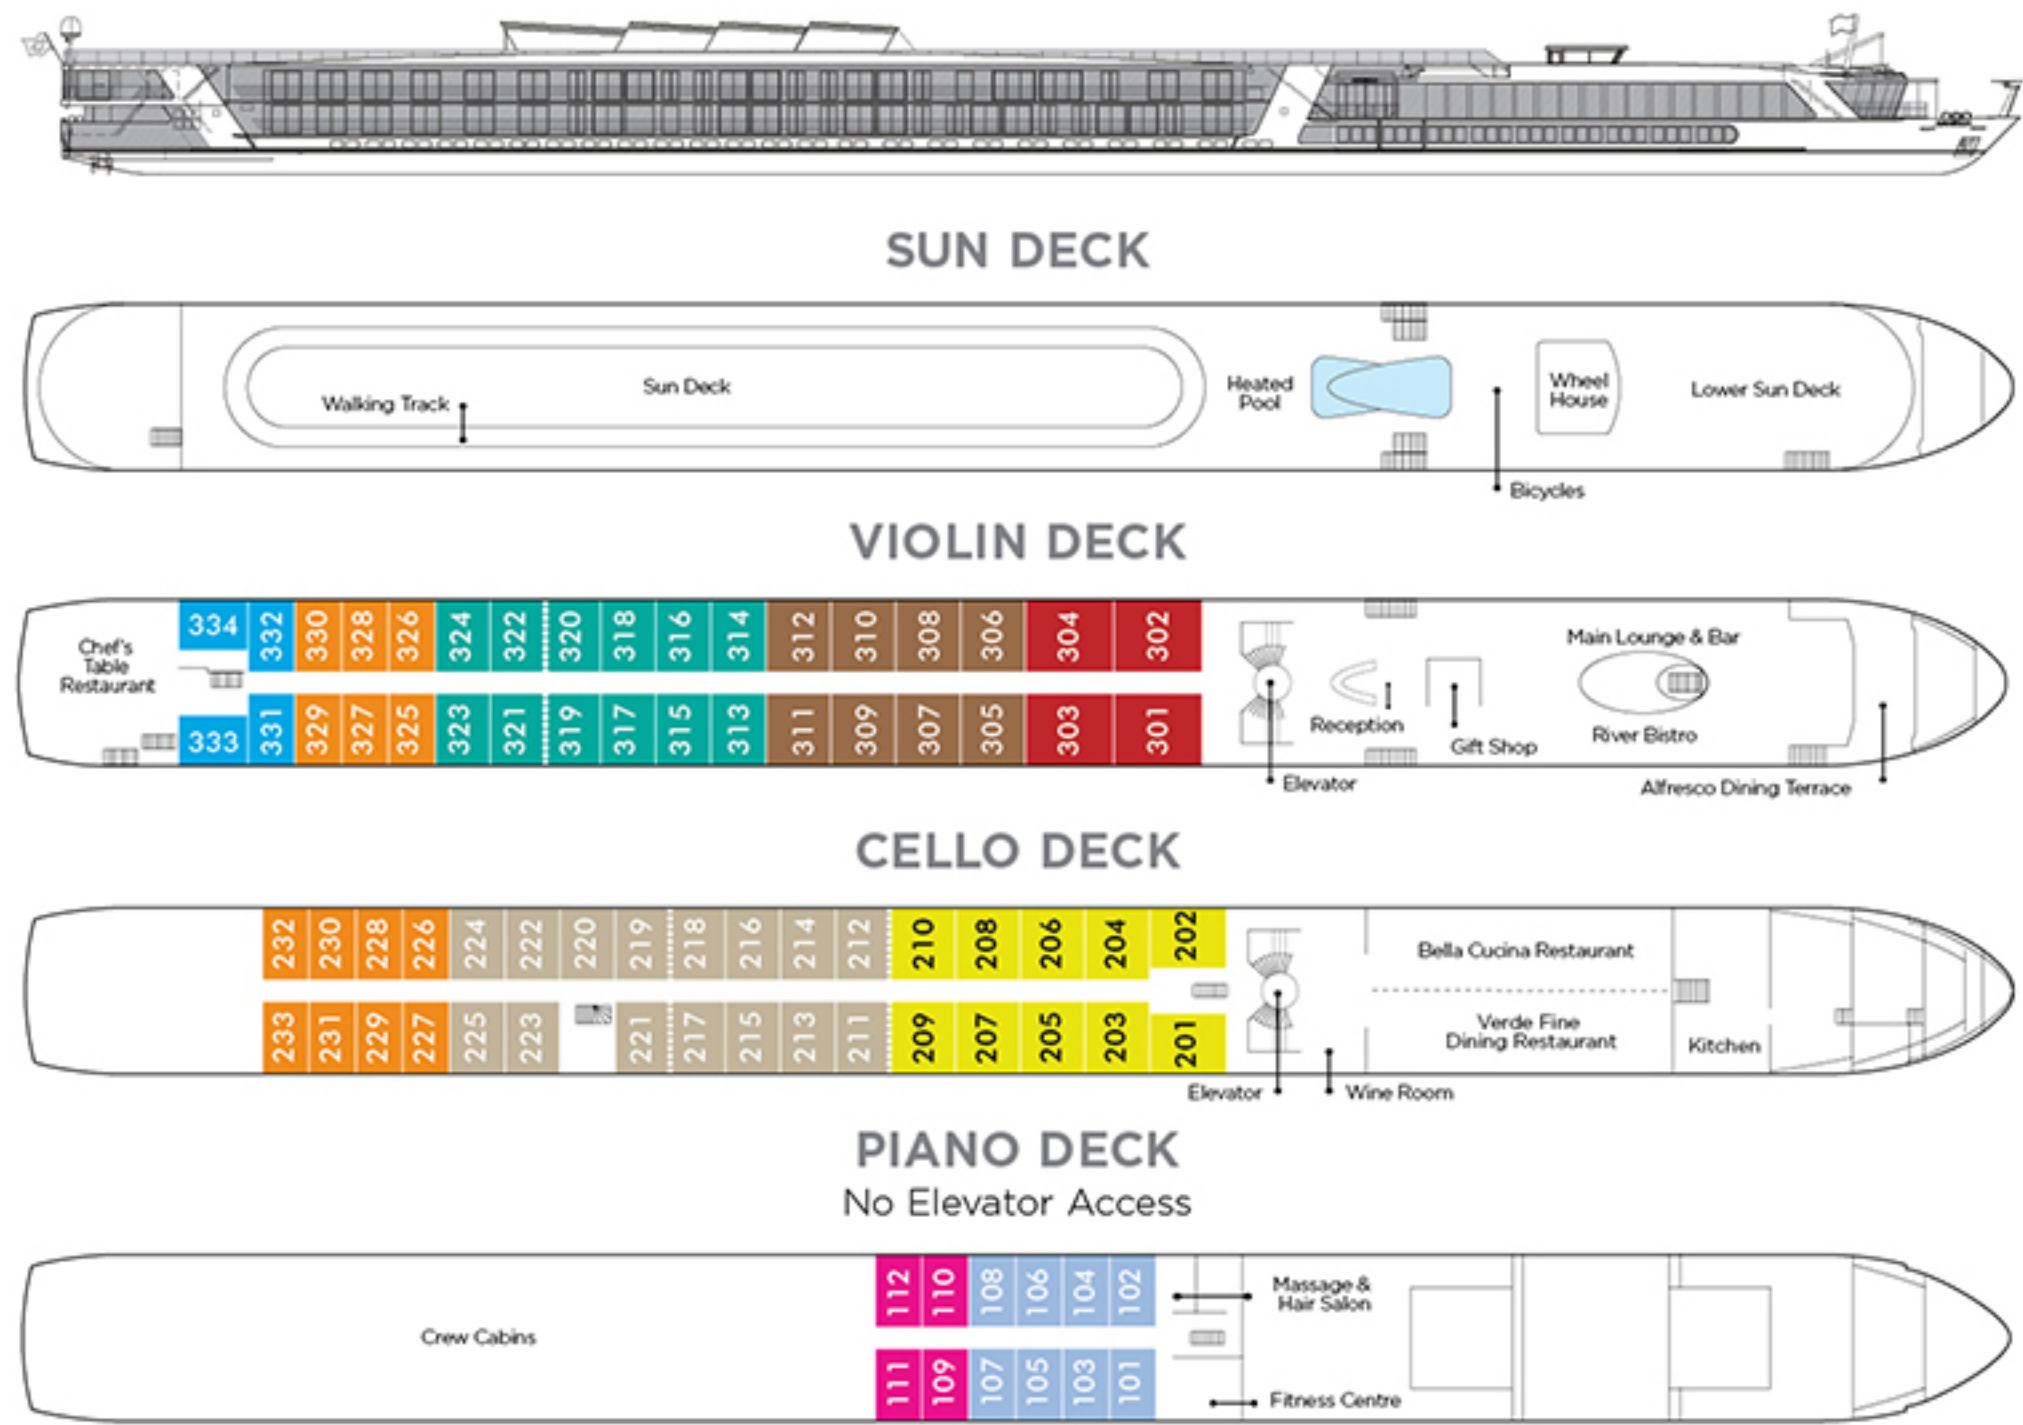 SUN DECK
Walking Track
Sun Deck
Heated
Pool
Wheel
House
Lower Sun Deck
Bicycles
VIOLIN DECK
Chef's
Table
Restaurant
334 332 330 328 326 324 322 320 318 316 314 312 310 308 306 304 302
333 331 329 327 325 323 321 319 317 315 313 311 309 307 305 303 301
Elevator
Reception
Gift Shop
Main Lounge & Bar
River Bistro
Alfresco Dining Terrace
CELLO DECK
232 230 228 226 224 222 220 219 218 216 214 212 210 208 206 204 202
233 231 229 227 225 223 221 217 215 213 211 209 207 205 203 201
Elevator
Wine Room
Bella Cucina Restaurant
Verde Fine
Dining Restaurant
Kitchen
PIANO DECK
No Elevator Access
Crew Cabins
112 110 108 106 104 102
111 109 107 105 103 101
Massage &
Hair Salon
Fitness Centre